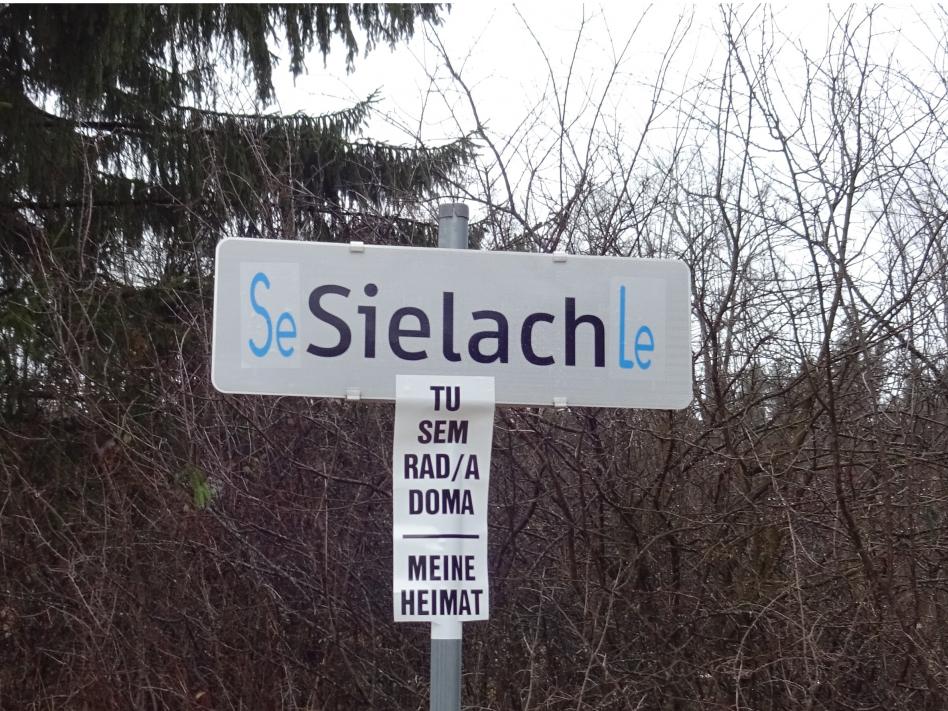 Se Sielach Le
TU
SEM
RAD/A
DOMA
MEINE
HEIMAT